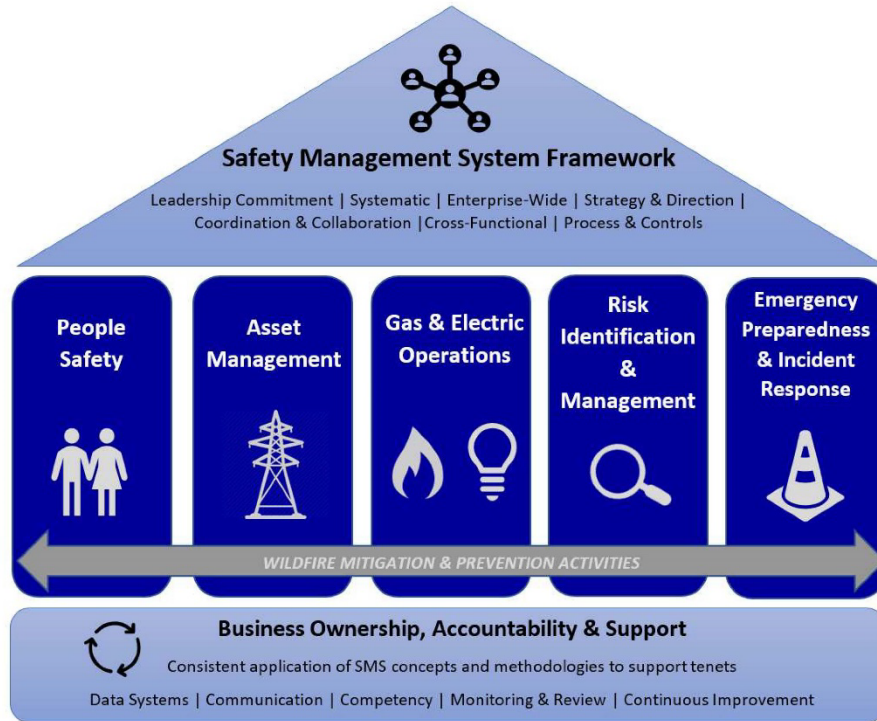 Safety Management System Framework
Leadership Commitment | Systematic | Enterprise-Wide | Strategy & Direction |
Coordination & Collaboration |Cross-Functional | Process & Controls
People
Safety
Asset
Management
Gas & Electric
Operations
Risk
Identification
&
Management
Emergency
Preparedness
& Incident
Response
WILDFIRE MITIGATION & PREVENTION ACTIVITIES
Business Ownership, Accountability & Support
Consistent application of SMS concepts and methodologies to support tenets
Data Systems | Communication | Competency | Monitoring & Review | Continuous Improvement